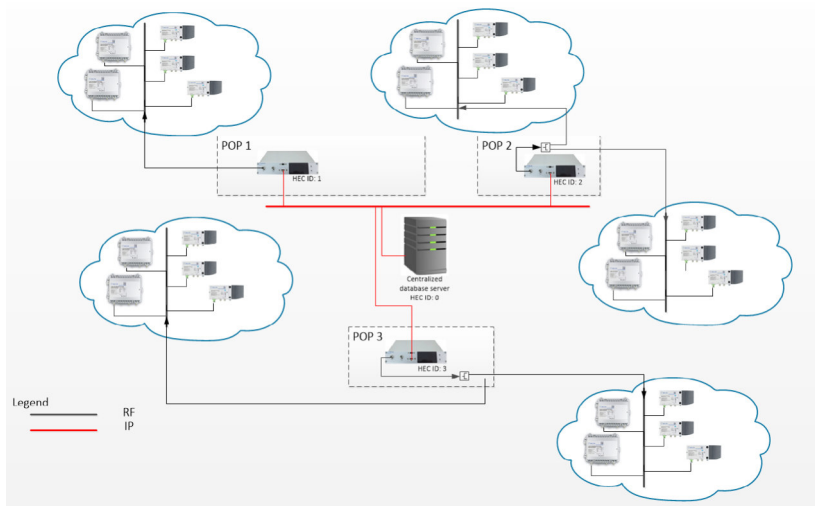 POP 1
HEC ID: 1
POP 2
HEC ID: 2
Centralized
database server
HEC ID: 0
POP 3
HEC ID: 3
Legend
RF
IP